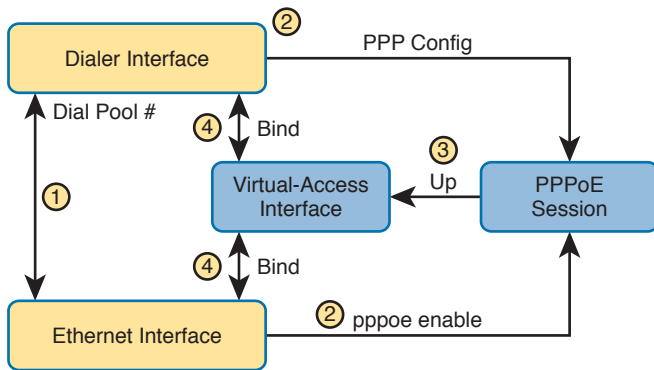 2
Dialer Interface
PPP Config
Dial Pool #
4
Bind
3
Up
1
Virtual-Access
Interface
PPPoE
Session
4
Bind
2
pppoe enable
Ethernet Interface